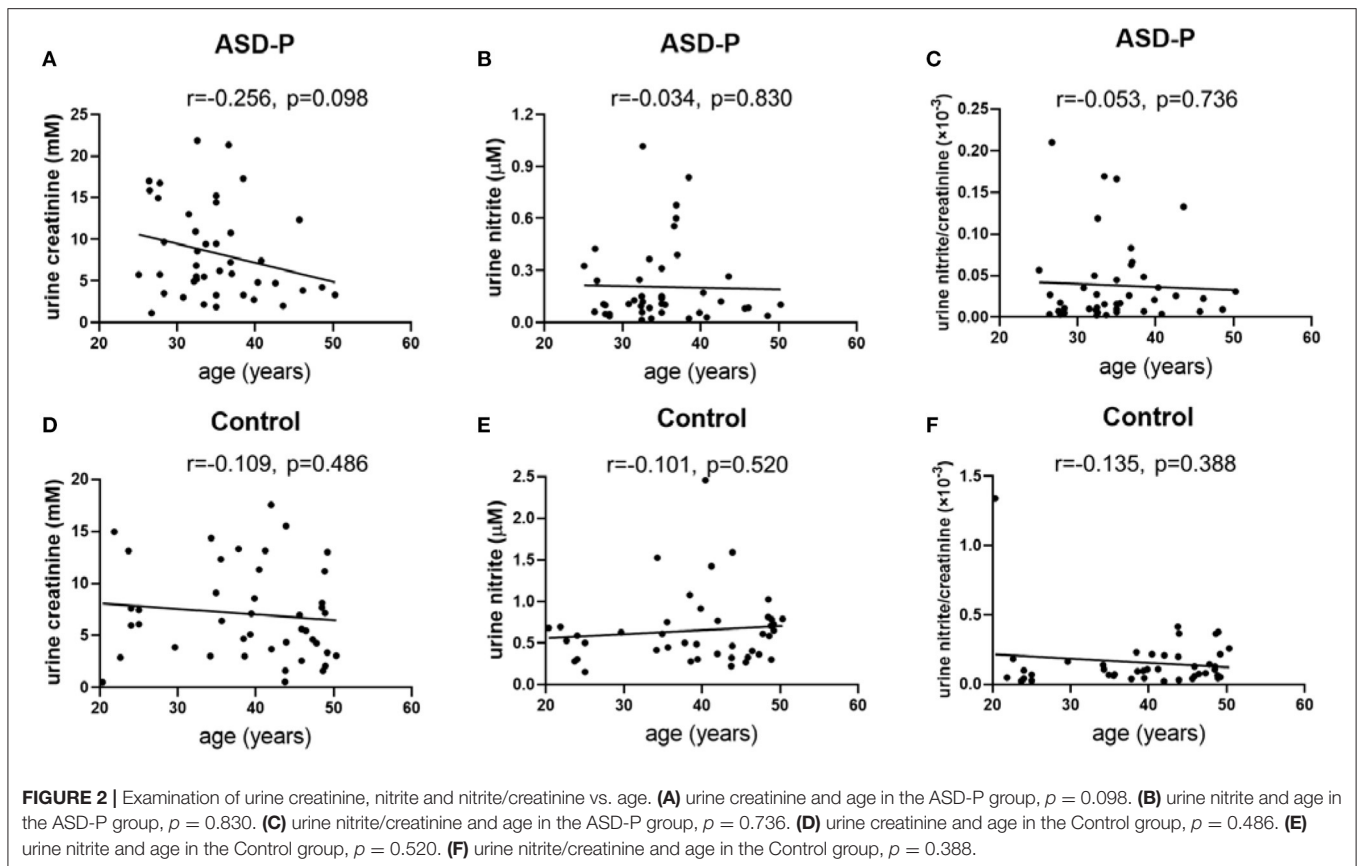 A
ASD-P
r=-0.256, p=0.098
urine creatinine (mM)
25
20
15
10
5
0
20
30
40
50
60
age (years)
B
ASD-P
r=-0.034, p=0.830
urine nitrite (μM)
1.2
0.9
0.6
0.3
0.0
20
30
40
50
60
age (years)
C
ASD-P
r=-0.053, p=0.736
urine nitrite/creatinine (×10⁻³)
0.25
0.20
0.15
0.10
0.05
0.00
20
30
40
50
60
age (years)
D
Control
r=-0.109, p=0.486
urine creatinine (mM)
20
15
10
5
0
20
30
40
50
60
age (years)
E
Control
r=-0.101, p=0.520
urine nitrite (μM)
2.5
2.0
1.5
1.0
0.5
0.0
20
30
40
50
60
age (years)
F
Control
r=-0.135, p=0.388
urine nitrite/creatinine (×10⁻³)
1.5
1.0
0.5
0.0
20
30
40
50
60
age (years)
FIGURE 2 | Examination of urine creatinine, nitrite and nitrite/creatinine vs. age. (A) urine creatinine and age in the ASD-P group, p = 0.098. (B) urine nitrite and age in
the ASD-P group, p = 0.830. (C) urine nitrite/creatinine and age in the ASD-P group, p = 0.736. (D) urine creatinine and age in the Control group, p = 0.486. (E)
urine nitrite and age in the Control group, p = 0.520. (F) urine nitrite/creatinine and age in the Control group, p = 0.388.